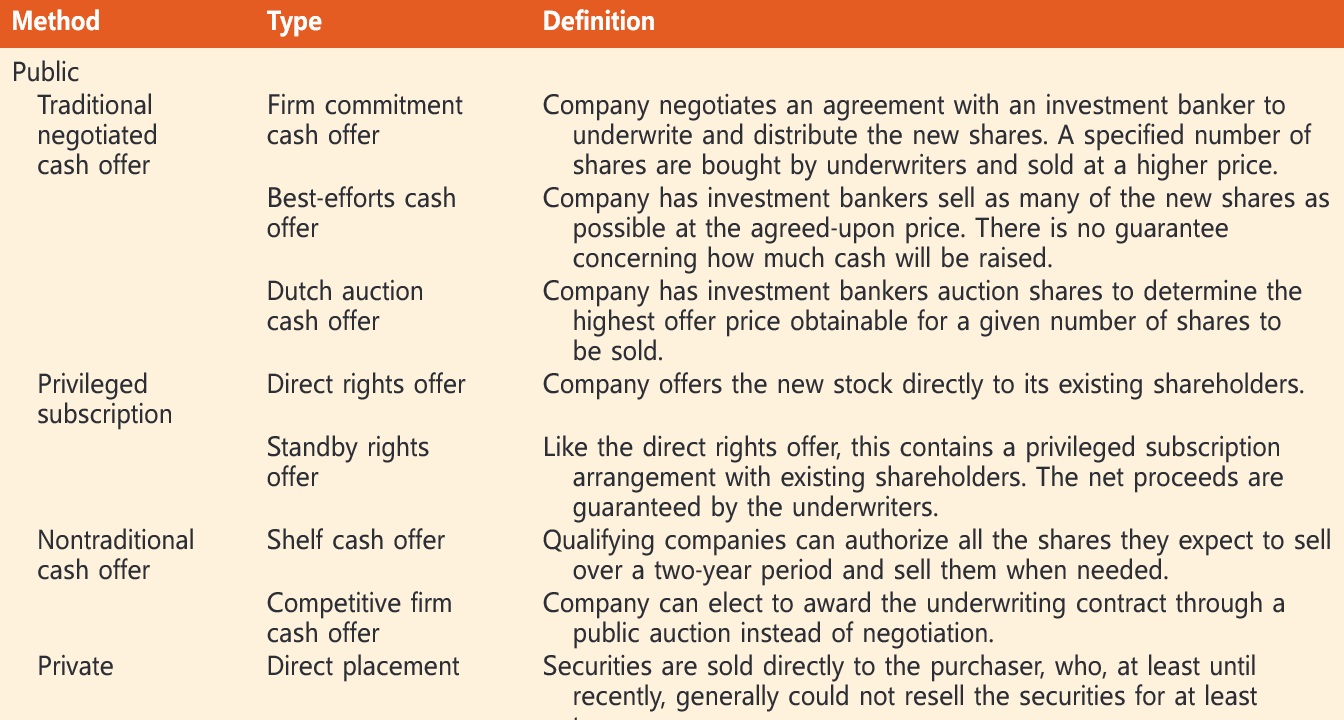 Method Type Definition
Public
Traditional negotiated cash offer Firm commitment cash offer Company negotiates an agreement with an investment banker to
underwrite and distribute the new shares. A specified number of
shares are bought by underwriters and sold at a higher price.
Best-efforts cash offer Company has investment bankers sell as many of the new shares as
possible at the agreed-upon price. There is no guarantee
concerning how much cash will be raised.
Dutch auction cash offer Company has investment bankers auction shares to determine the
highest offer price obtainable for a given number of shares to
be sold.
Privileged subscription Direct rights offer Company offers the new stock directly to its existing shareholders.
Standby rights offer Like the direct rights offer, this contains a privileged subscription
arrangement with existing shareholders. The net proceeds are
guaranteed by the underwriters.
Nontraditional cash offer Shelf cash offer Qualifying companies can authorize all the shares they expect to sell
over a two-year period and sell them when needed.
Competitive firm cash offer Company can elect to award the underwriting contract through a
public auction instead of negotiation.
Private Direct placement Securities are sold directly to the purchaser, who, at least until
recently, generally could not resell the securities for at least